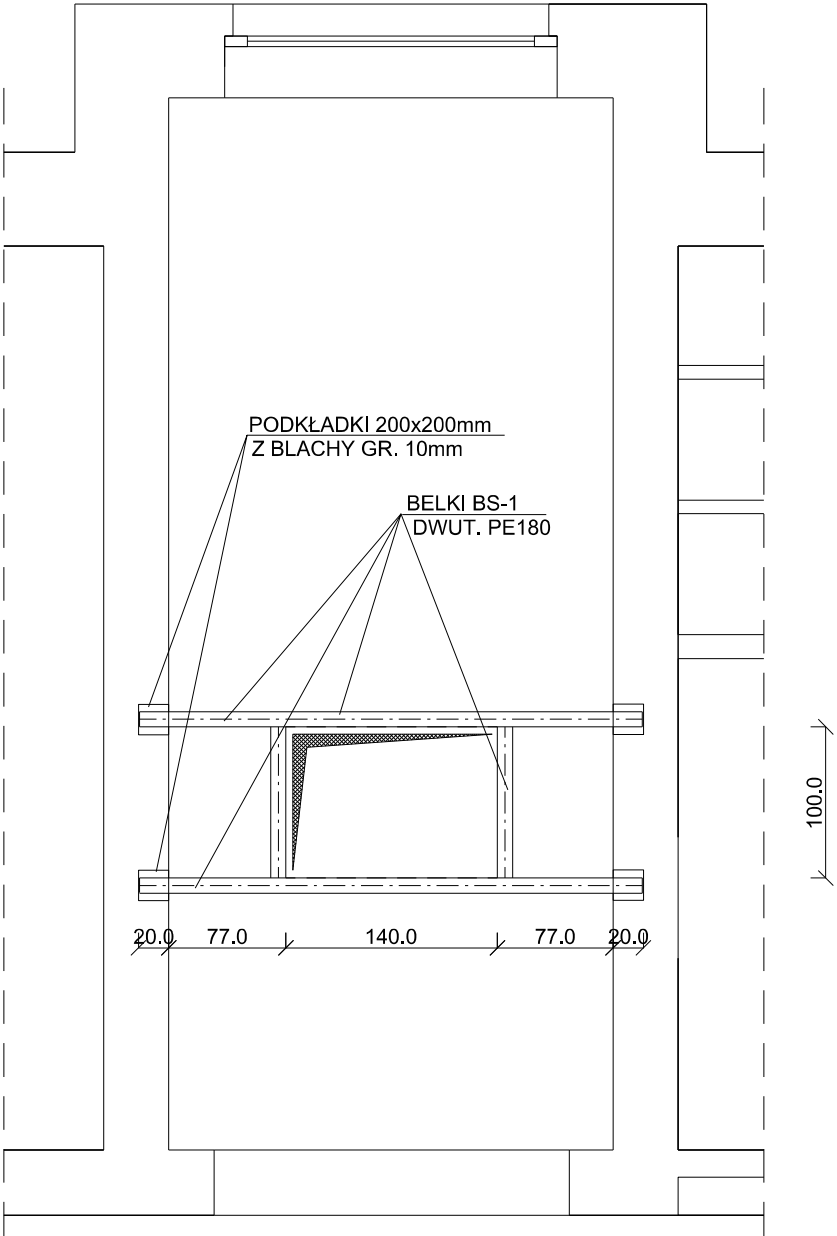 PODKŁADKI 200x200mm
Z BLACHY GR. 10mm
BELKI BS-1
DWUT. PE180
100.0
20.0 77.0 140.0 77.0 20.0